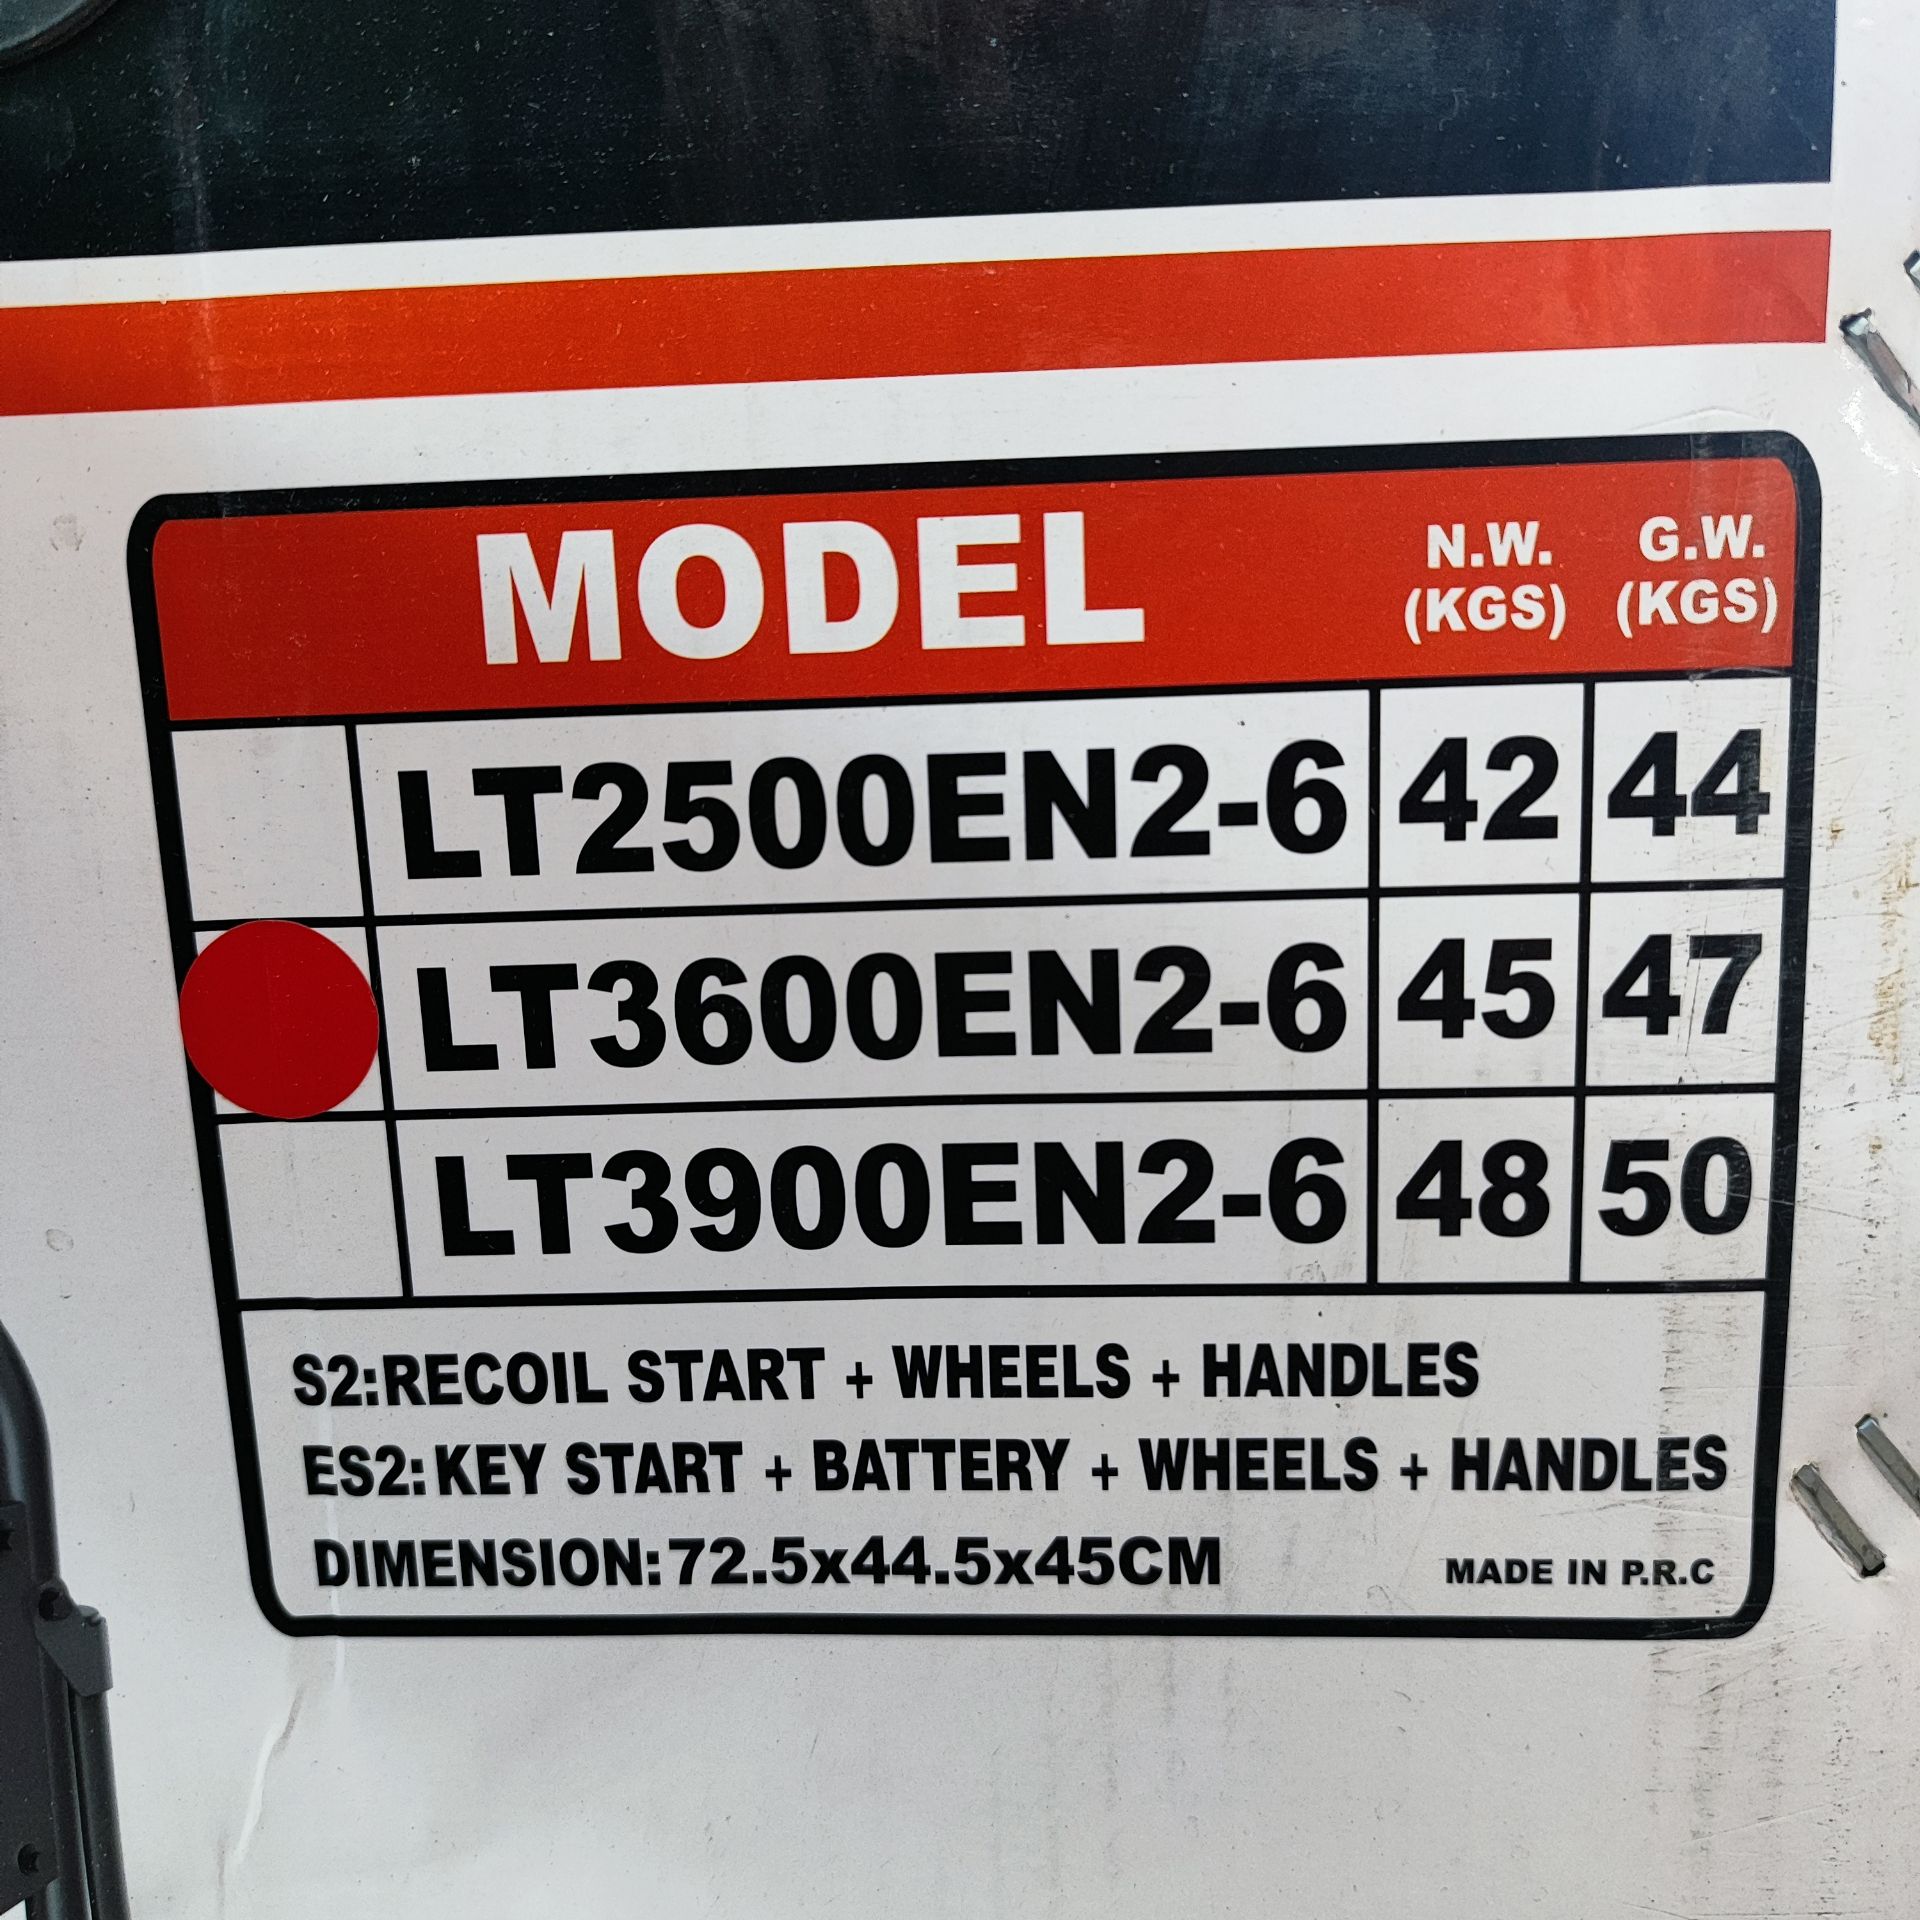 MODEL N.W. (KGS) G.W. (KGS)
LT2500EN2-6 42 44
LT3600EN2-6 45 47
LT3900EN2-6 48 50
S2:RECOIL START + WHEELS + HANDLES
ES2:KEY START + BATTERY + WHEELS + HANDLES
DIMENSION:72.5x44.5x45CM MADE IN P.R.C